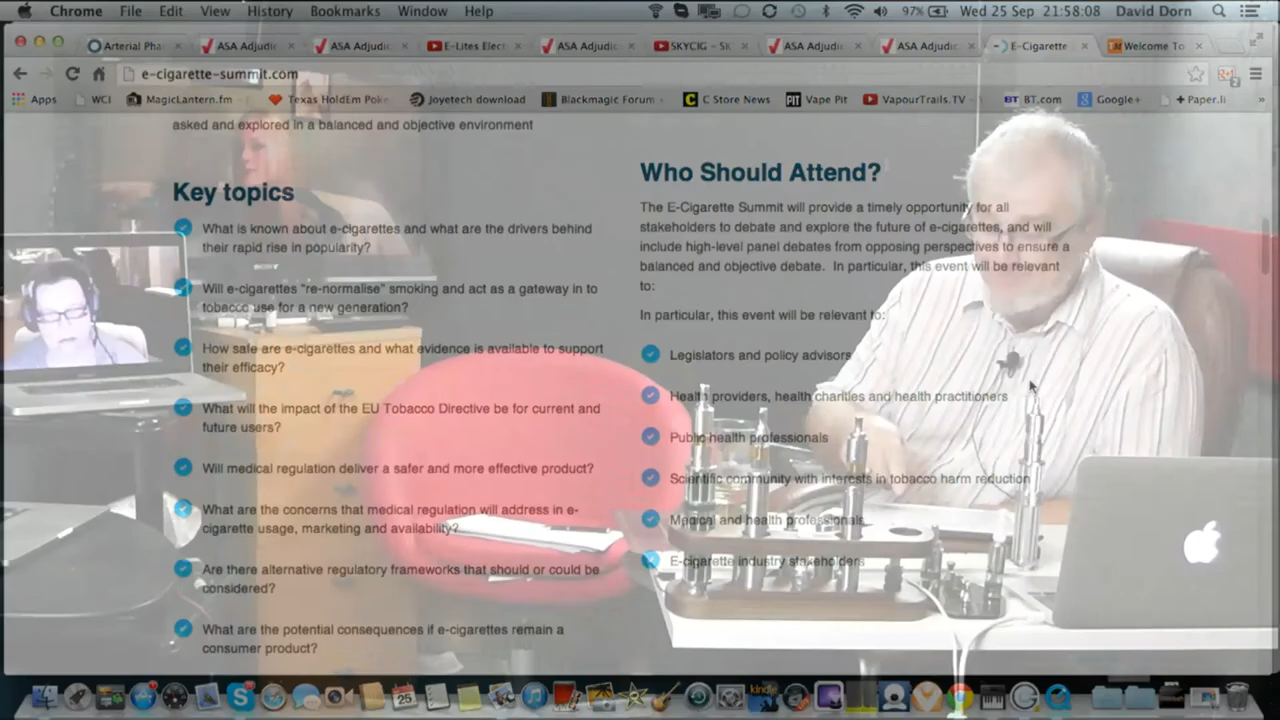 Chrome File Edit View History Bookmarks Window Help 97% Wed 25 Sep 21:58:08 David Dorn
Arterial Pha ASA Adjudic ASA Adjudic E-Lites Elec ASA Adjudic SKYCIG – SK ASA Adjudi ASA Adjudic E-Cigarette Welcome To
e-cigarette-summit.com
Apps WCI MagicLantern.fm Texas HoldEm Poke Joyetech download Blackmagic Forum C Store News Vape Pit VapourTrails.TV BT.com Google+ Paper.li »
asked and explored in a balanced and objective environment
Key topics
What is known about e-cigarettes and what are the drivers behind
their rapid rise in popularity?
Will e-cigarettes "re-normalise" smoking and act as a gateway in to
tobacco use for a new generation?
How safe are e-cigarettes and what evidence is available to support
their efficacy?
What will the impact of the EU Tobacco Directive be for current and
future users?
Will medical regulation deliver a safer and more effective product?
What are the concerns that medical regulation will address in e-
cigarette usage, marketing and availability?
Are there alternative regulatory frameworks that should or could be
considered?
What are the potential consequences if e-cigarettes remain a
consumer product?
Who Should Attend?
The E-Cigarette Summit will provide a timely opportunity for all
stakeholders to debate and explore the future of e-cigarettes, and will
include high-level panel debates from opposing perspectives to ensure a
balanced and objective debate. In particular, this event will be relevant
to:
In particular, this event will be relevant to:
Legislators and policy advisors
Health providers, health charities and health practitioners
Public health professionals
Scientific community with interests in tobacco harm reduction
Medical and health professionals
E-cigarette industry stakeholders
25
kindle